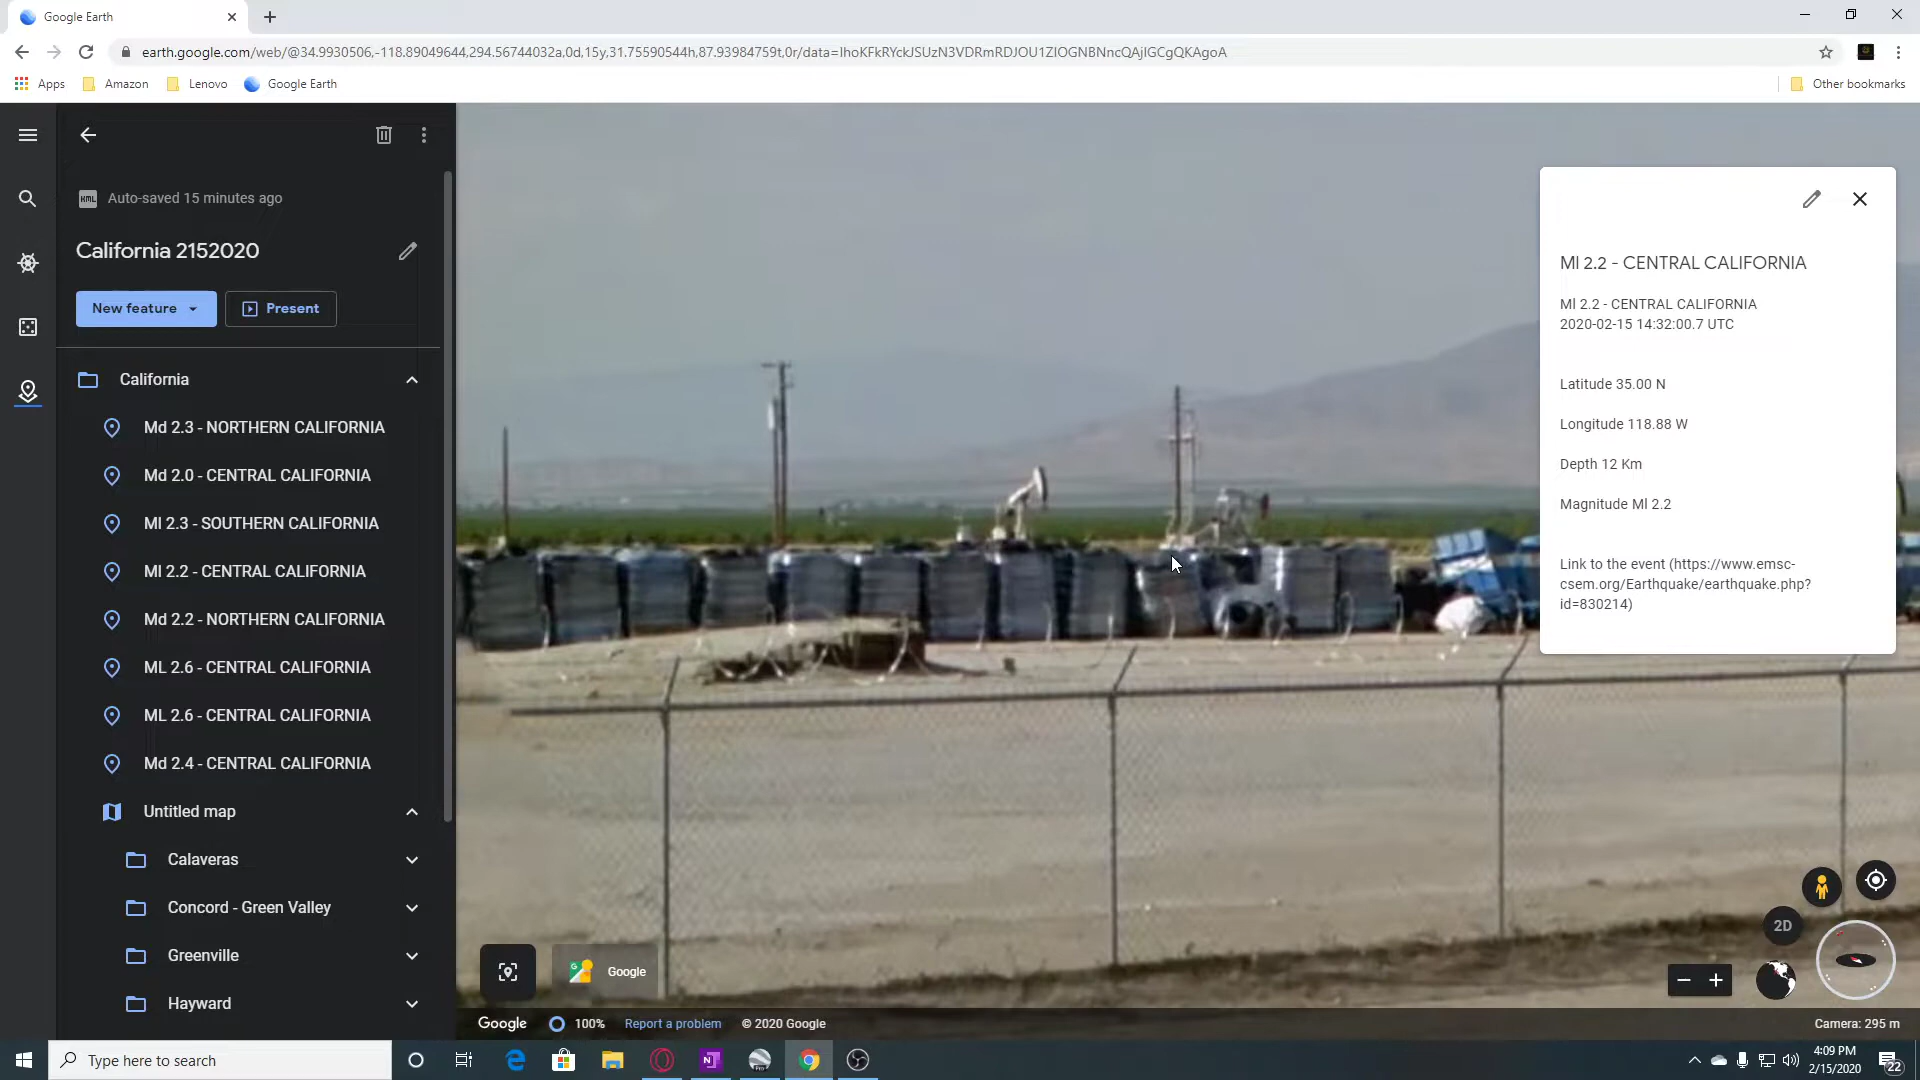 Google Earth
earth.google.com/web/@34.9930506,-118.89049644,294.56744032a,0d,15y,31.75590544h,87.93984759t,0r/data=IhoKFkRYckJSUzN3VDRmRDJOU1ZIOGNBNncQAjIGCgQKAgoA
Apps
Amazon
Lenovo
Google Earth
Other bookmarks
KML
Auto-saved 15 minutes ago
California 2152020
New feature
Present
California
Md 2.3 - NORTHERN CALIFORNIA
Md 2.0 - CENTRAL CALIFORNIA
Ml 2.3 - SOUTHERN CALIFORNIA
Ml 2.2 - CENTRAL CALIFORNIA
Md 2.2 - NORTHERN CALIFORNIA
ML 2.6 - CENTRAL CALIFORNIA
ML 2.6 - CENTRAL CALIFORNIA
Md 2.4 - CENTRAL CALIFORNIA
Untitled map
Calaveras
Concord - Green Valley
Greenville
Hayward
Ml 2.2 - CENTRAL CALIFORNIA
Ml 2.2 - CENTRAL CALIFORNIA
2020-02-15 14:32:00.7 UTC
Latitude 35.00 N
Longitude 118.88 W
Depth 12 Km
Magnitude Ml 2.2
Link to the event (https://www.emsc-
csem.org/Earthquake/earthquake.php?
id=830214)
2D
Google
Google
100%
Report a problem
© 2020 Google
Camera: 295 m
Type here to search
4:09 PM
2/15/2020
22